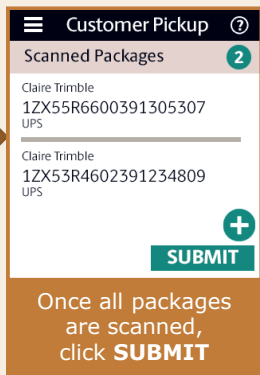 Customer Pickup ?
Scanned Packages 2
Claire Trimble
1ZX55R6600391305307
UPS
Claire Trimble
1ZX53R4602391234809
UPS
+
SUBMIT
Once all packages
are scanned,
click SUBMIT